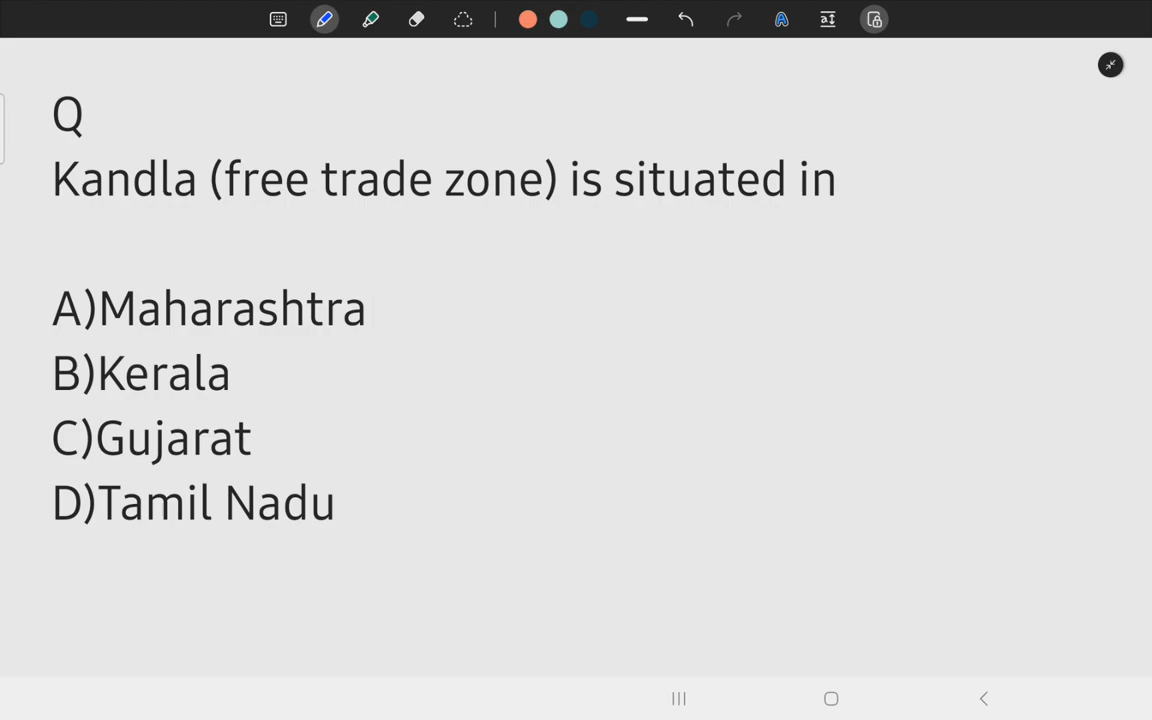 Q
Kandla (free trade zone) is situated in
A)Maharashtra
B)Kerala
C)Gujarat
D)Tamil Nadu